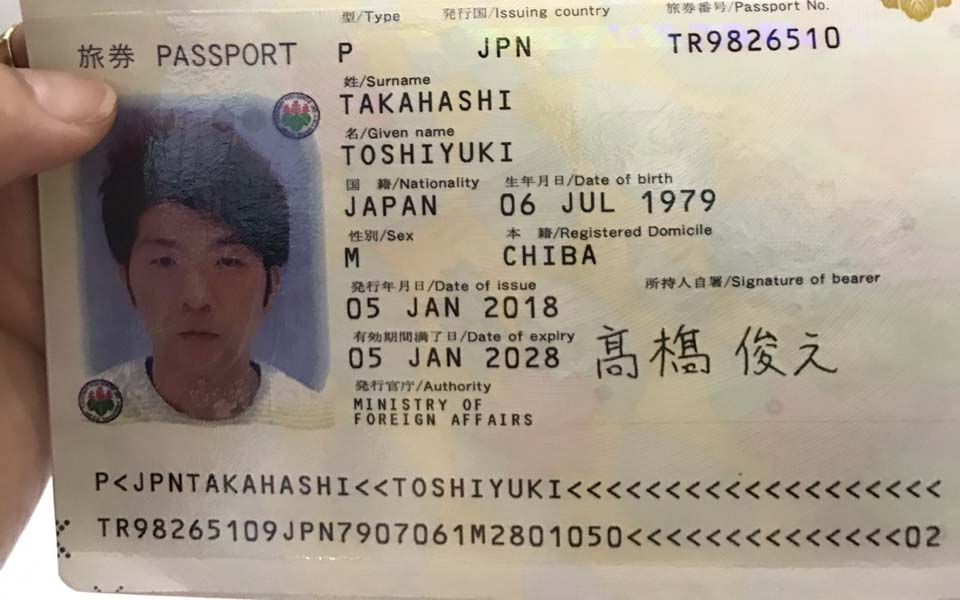 型/Type 発行国/Issuing country 旅券番号/Passport No.
旅券 PASSPORT P JPN TR9826510
姓/Surname
TAKAHASHI
名/Given name
TOSHIYUKI
国 籍/Nationality 生年月日/Date of birth
JAPAN 06 JUL 1979
性別/Sex 本 籍/Registered Domicile
M CHIBA
発行年月日/Date of issue 所持人自署/Signature of bearer
05 JAN 2018
有効期間満了日/Date of expiry
05 JAN 2028 髙橋 俊之
発行官庁/Authority
MINISTRY OF
FOREIGN AFFAIRS
P<JPNTAKAHASHI<<TOSHIYUKI<<<<<<<<<<<<<<<<<<<
TR98265109JPN7907061M2801050<<<<<<<<<<<<<<02